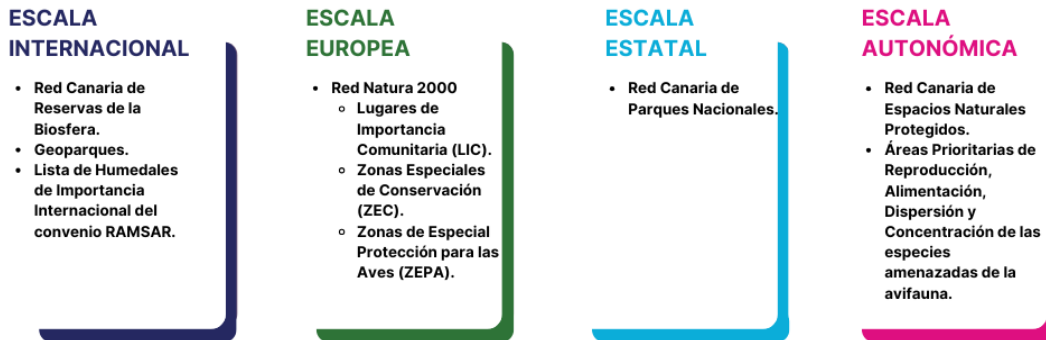 ESCALA
INTERNACIONAL
• Red Canaria de
Reservas de la
Biosfera.
• Geoparques.
• Lista de Humedales
de Importancia
Internacional del
convenio RAMSAR.
ESCALA
EUROPEA
• Red Natura 2000
◦ Lugares de
Importancia
Comunitaria (LIC).
◦ Zonas Especiales
de Conservación
(ZEC).
◦ Zonas de Especial
Protección para las
Aves (ZEPA).
ESCALA
ESTATAL
• Red Canaria de
Parques Nacionales.
ESCALA
AUTONÓMICA
• Red Canaria de
Espacios Naturales
Protegidos.
• Áreas Prioritarias de
Reproducción,
Alimentación,
Dispersión y
Concentración de las
especies
amenazadas de la
avifauna.